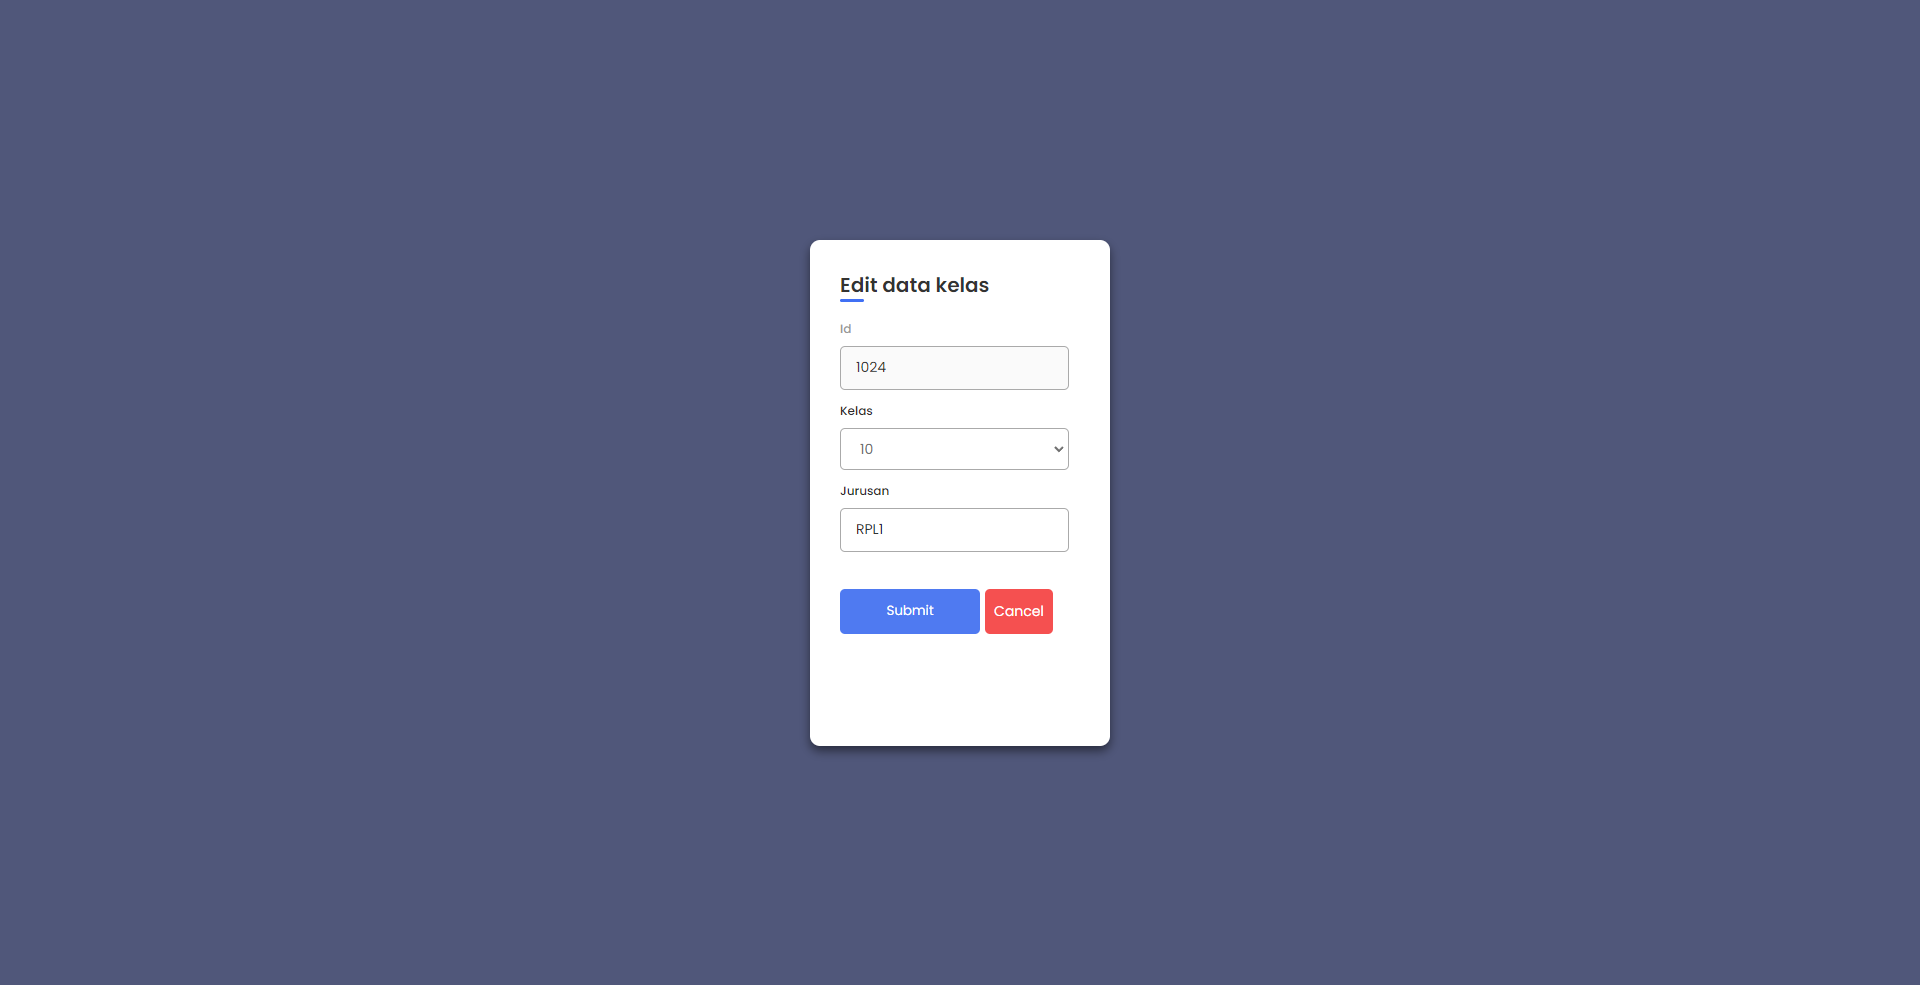 Edit data kelas
Id
1024
Kelas
10
Jurusan
RPL1
Submit Cancel